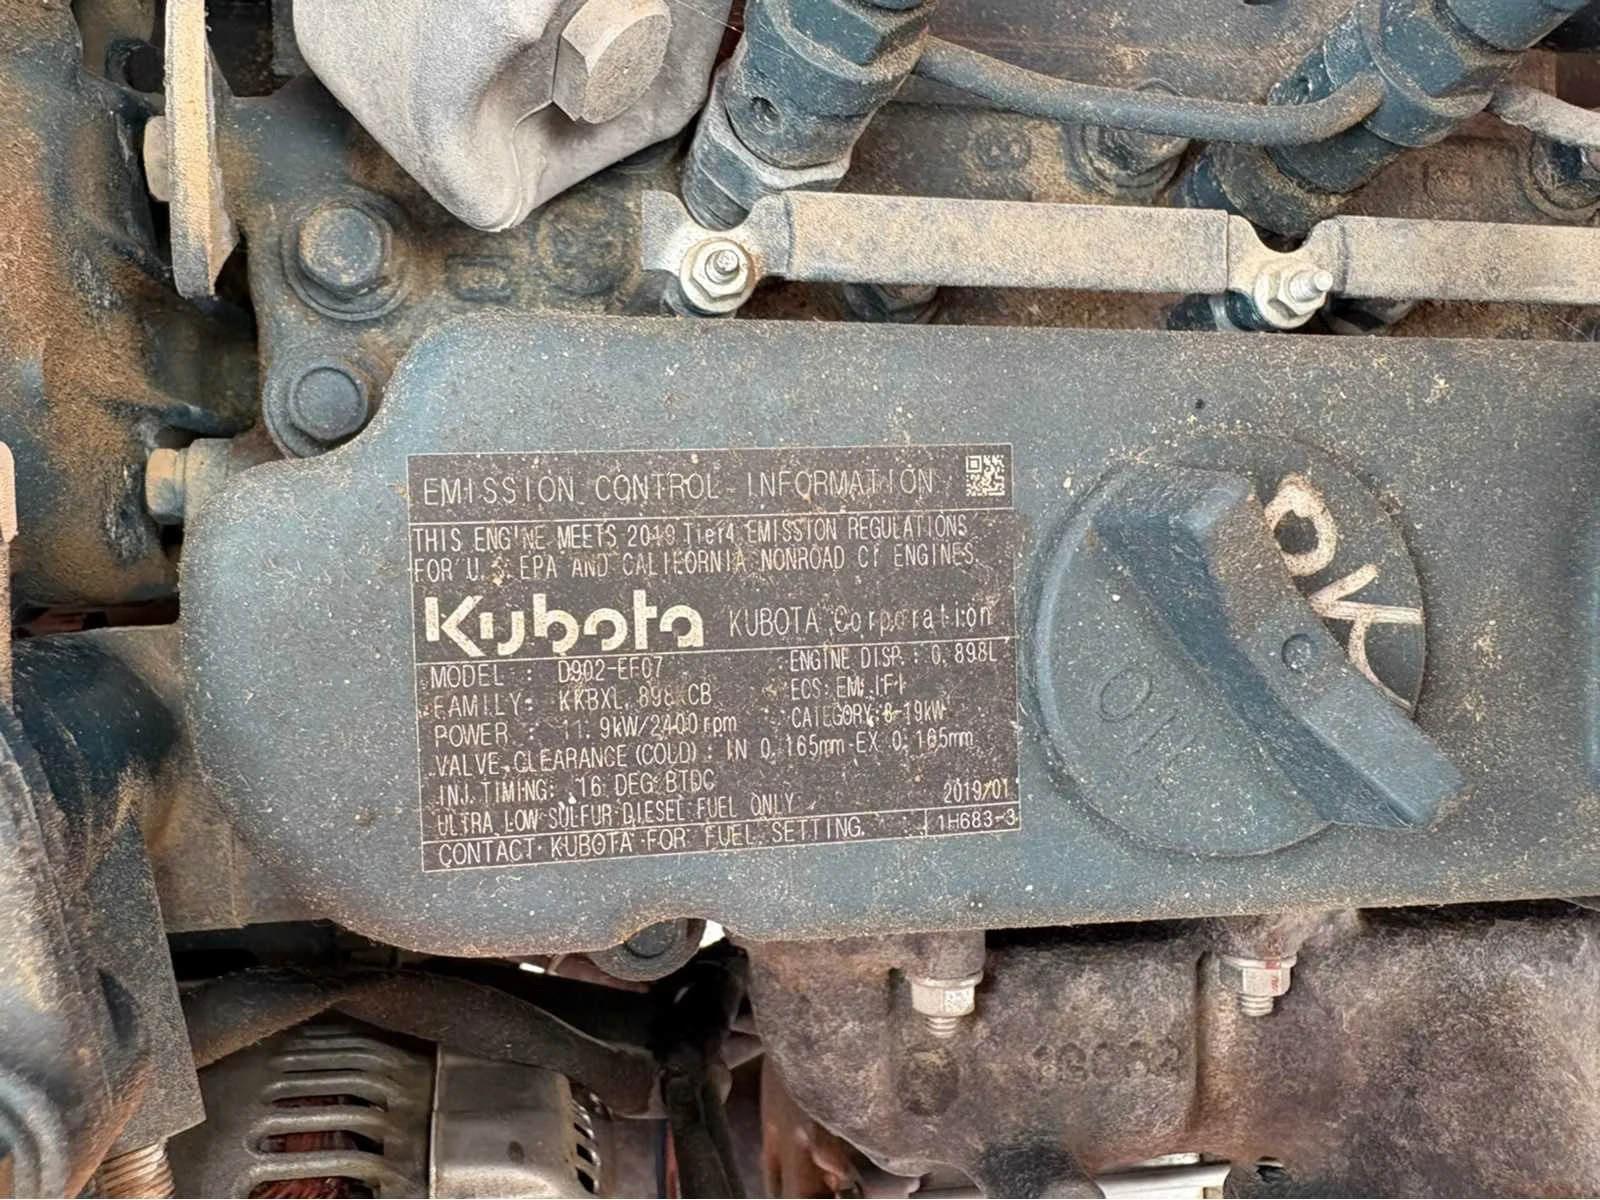 EMISSION CONTROL INFORMATION
THIS ENGINE MEETS 2019 Tier4 EMISSION REGULATIONS
FOR U.S. EPA AND CALIFORNIA NONROAD CI ENGINES.
Kubota KUBOTA Corporation
MODEL : D902-EF07 ENGINE DISP. : 0.898L
FAMILY: KKBXL.898KCB ECS: EM, IFI
POWER : 11.9kW/2400rpm CATEGORY: 8-19kW
VALVE CLEARANCE(COLD): IN 0.165mm EX 0.165mm
INJ.TIMING: 16 DEG BTDC
ULTRA LOW SULFUR DIESEL FUEL ONLY 2019/01
CONTACT KUBOTA FOR FUEL SETTING. 1H683-3
OK
OIL